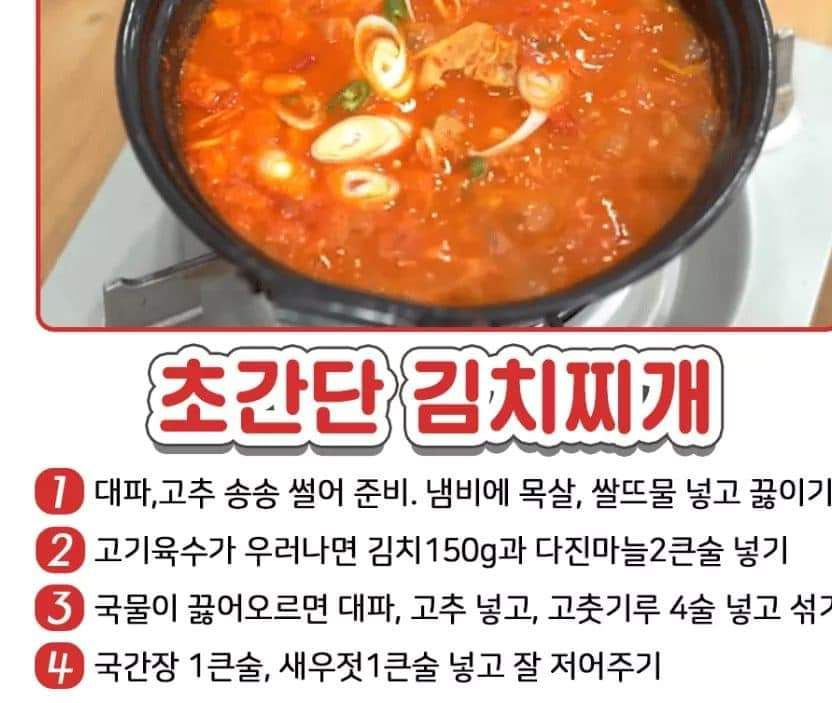 초간단 김치찌개
1 대파,고추 송송 썰어 준비. 냄비에 목살, 쌀뜨물 넣고 끓이기
2 고기육수가 우러나면 김치150g과 다진마늘2큰술 넣기
3 국물이 끓어오르면 대파, 고추 넣고, 고춧기루 4술 넣고 섞기
4 국간장 1큰술, 새우젓1큰술 넣고 잘 저어주기